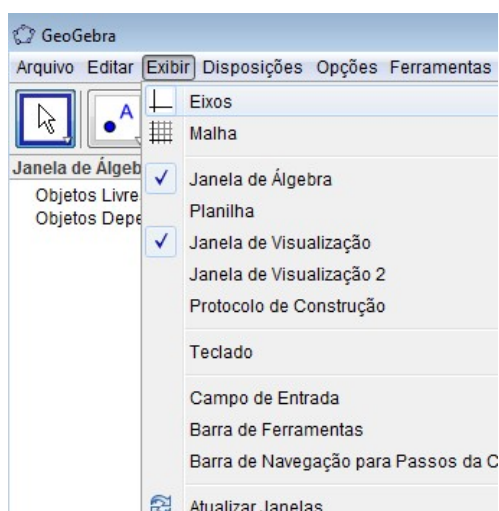 GeoGebra
Arquivo Editar Exibir Disposições Opções Ferramentas
A
Janela de Álgeb
Objetos Livre
Objetos Depe
Eixos
Malha
Janela de Álgebra
Planilha
Janela de Visualização
Janela de Visualização 2
Protocolo de Construção
Teclado
Campo de Entrada
Barra de Ferramentas
Barra de Navegação para Passos da C
Atualizar Janelas